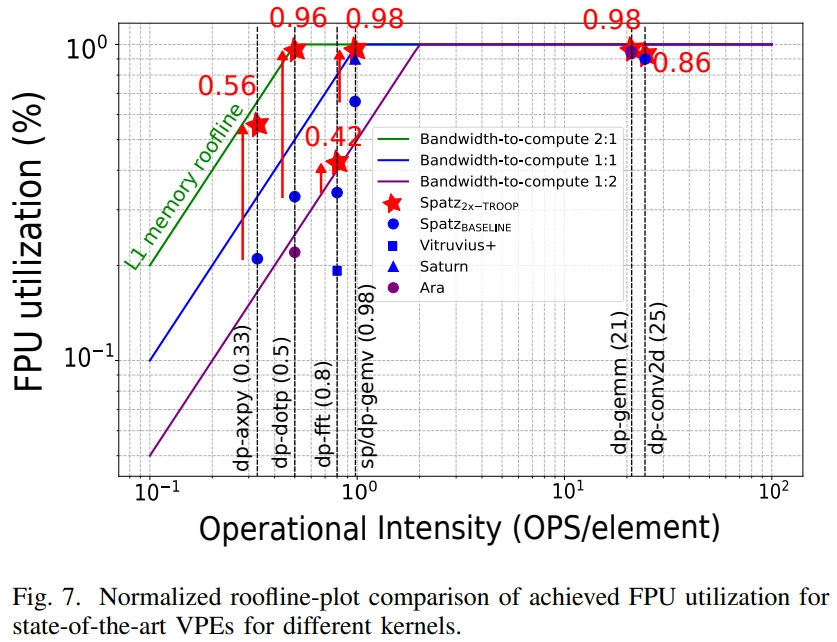 0.96
0.98
0.98
0.56
0.86
0.42
L1 memory roofline
Bandwidth-to-compute 2:1
Bandwidth-to-compute 1:1
Bandwidth-to-compute 1:2
Spatz2x−TROOP
SpatzBASELINE
Vitruvius+
Saturn
Ara
10⁰
10⁻¹
FPU utilization (%)
dp-axpy (0.33)
dp-dotp (0.5)
dp-fft (0.8)
sp/dp-gemv (0.98)
dp-gemm (21)
dp-conv2d (25)
10⁻¹
10⁰
10¹
10²
Operational Intensity (OPS/element)
Fig. 7. Normalized roofline-plot comparison of achieved FPU utilization for
state-of-the-art VPEs for different kernels.